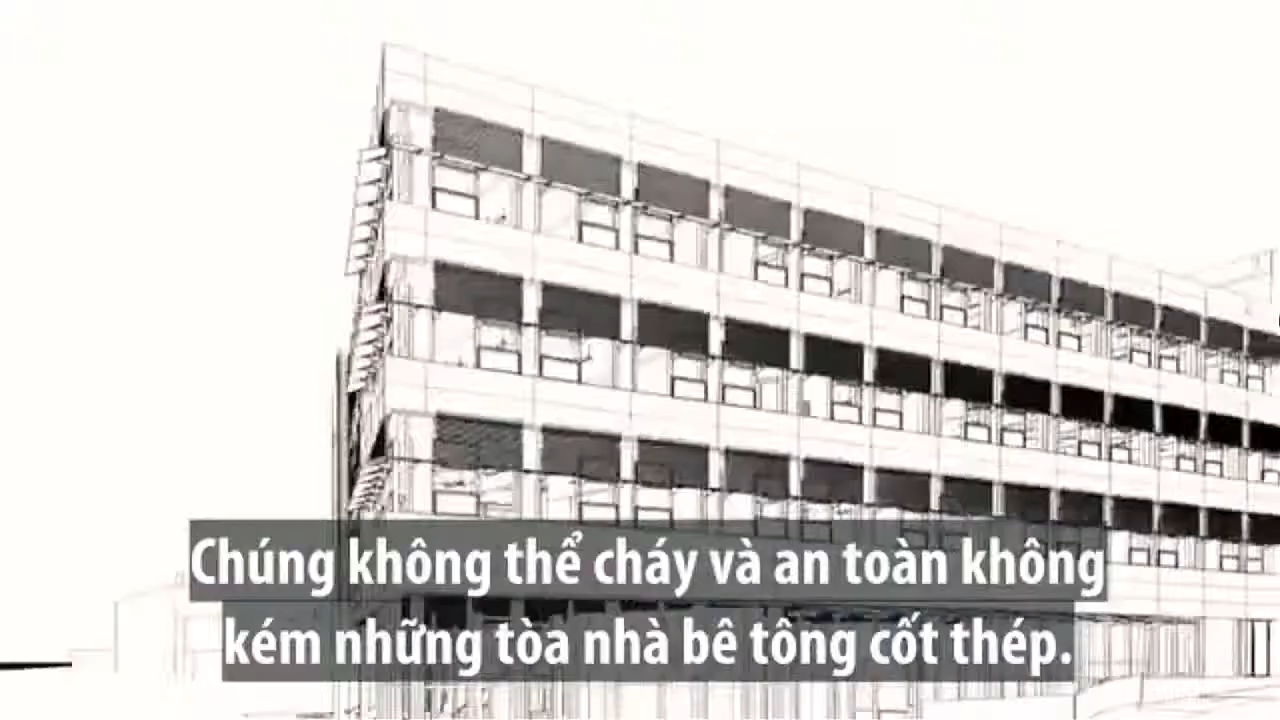 Chúng không thể cháy và an toàn không
kém những tòa nhà bê tông cốt thép.